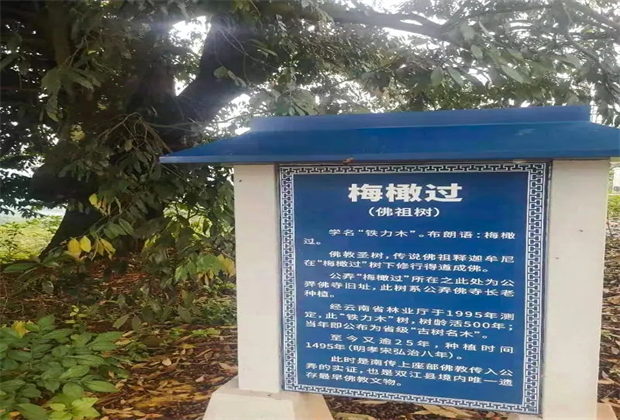 梅橄过
（佛祖树）
学名“铁力木”。布朗语：梅橄
过。
佛教圣树，传说佛祖释迦牟尼
在“梅橄过”树下修行得道成佛。
公弄“梅橄过”所在之此处为公
弄佛寺旧址，此树系公弄佛寺长老
种植。
经云南省林业厅于1995年测
定，此“铁力木”树，树龄活500年；
当年即公布为省级“古树名木”。
至今又逾25年，种植时间
1495年（明孝宋弘治八年）。
此时是南传上座部佛教传入公
弄的实证，也是双江县境内唯一遗
存最早佛教文物。